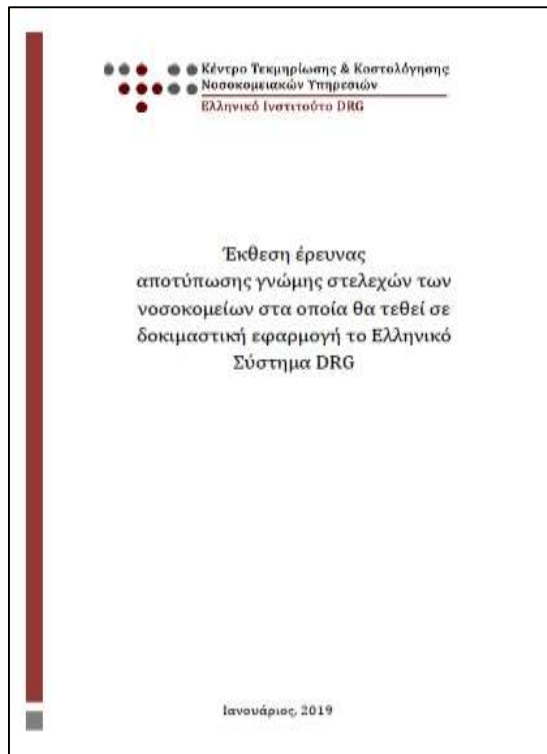 Κέντρο Τεκμηρίωσης & Κοστολόγησης
Νοσοκομειακών Υπηρεσιών
Ελληνικό Ινστιτούτο DRG
Έκθεση έρευνας
αποτύπωσης γνώμης στελεχών των
νοσοκομείων στα οποία θα τεθεί σε
δοκιμαστική εφαρμογή το Ελληνικό
Σύστημα DRG
Ιανουάριος, 2019